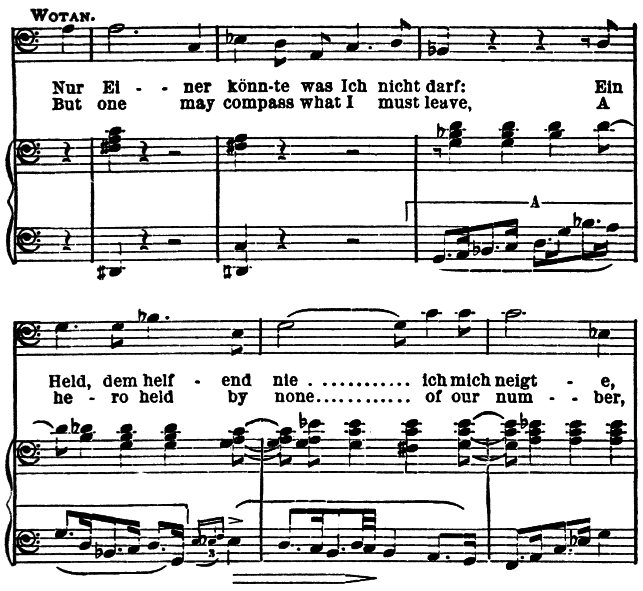 WOTAN.
Nur Ei - - ner könn-te was Ich nicht darf: Ein
But one may compass what I must leave, A
A
Held, dem helf - end nie ............ ich mich neigt - e,
he - ro held by none............ of our num - - ber,
3